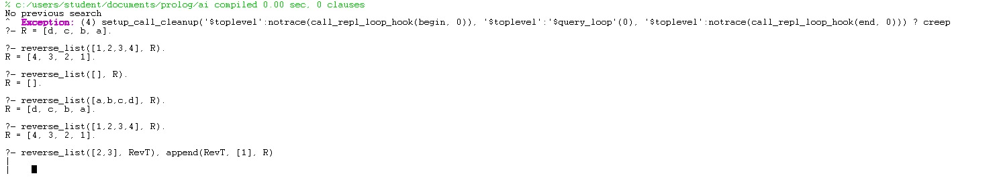 % c:/users/student/documents/prolog/ai compiled 0.00 sec, 0 clauses
No previous search
^  Exception: (4) setup_call_cleanup('$toplevel':notrace(call_repl_loop_hook(begin, 0)), '$toplevel':'$query_loop'(0), '$toplevel':notrace(call_repl_loop_hook(end, 0))) ? creep
?- R = [d, c, b, a].
?- reverse_list([1,2,3,4], R).
R = [4, 3, 2, 1].
?- reverse_list([], R).
R = [].
?- reverse_list([a,b,c,d], R).
R = [d, c, b, a].
?- reverse_list([1,2,3,4], R).
R = [4, 3, 2, 1].
?- reverse_list([2,3], RevT), append(RevT, [1], R)
|
|